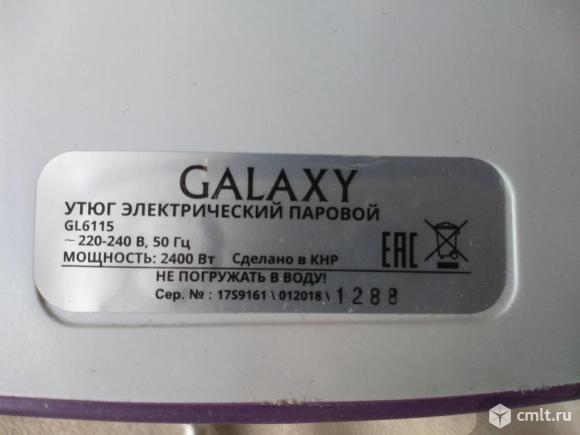 GALAXY
УТЮГ ЭЛЕКТРИЧЕСКИЙ ПАРОВОЙ
GL6115
~ 220-240 В, 50 Гц
МОЩНОСТЬ: 2400 Вт Сделано в КНР
EAC
НЕ ПОГРУЖАТЬ В ВОДУ!
Сер. № : 17S9161 \ 012018 \ 1288
cmlt.ru